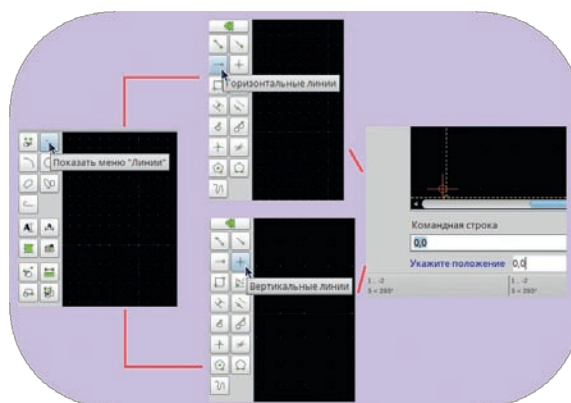 Показать меню "Линии"
Горизонтальные линии
Вертикальные линии
Командная строка
0,0
Укажите положение 0,0